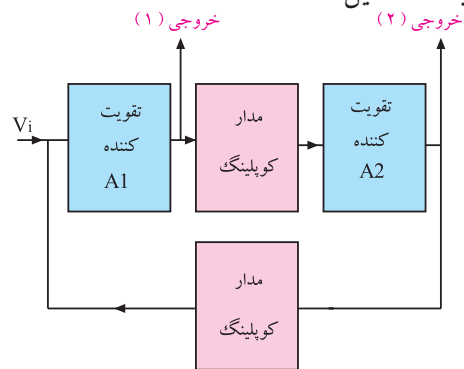 خروجی (۱)
خروجی (۲)
Vi
تقویت
کننده
A1
مدار
کوپلینگ
تقویت
کننده
A2
مدار
کوپلینگ